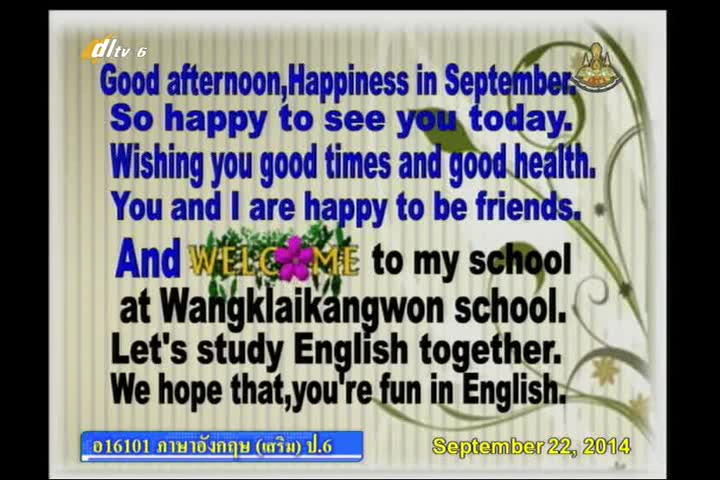 dltv 6
Good afternoon,Happiness in September.
So happy to see you today.
Wishing you good times and good health.
You and I are happy to be friends.
And WELCOME to my school
at Wangklaikangwon school.
Let's study English together.
We hope that,you're fun in English.
อ16101 ภาษาอังกฤษ (เสริม) ป.6
September 22, 2014